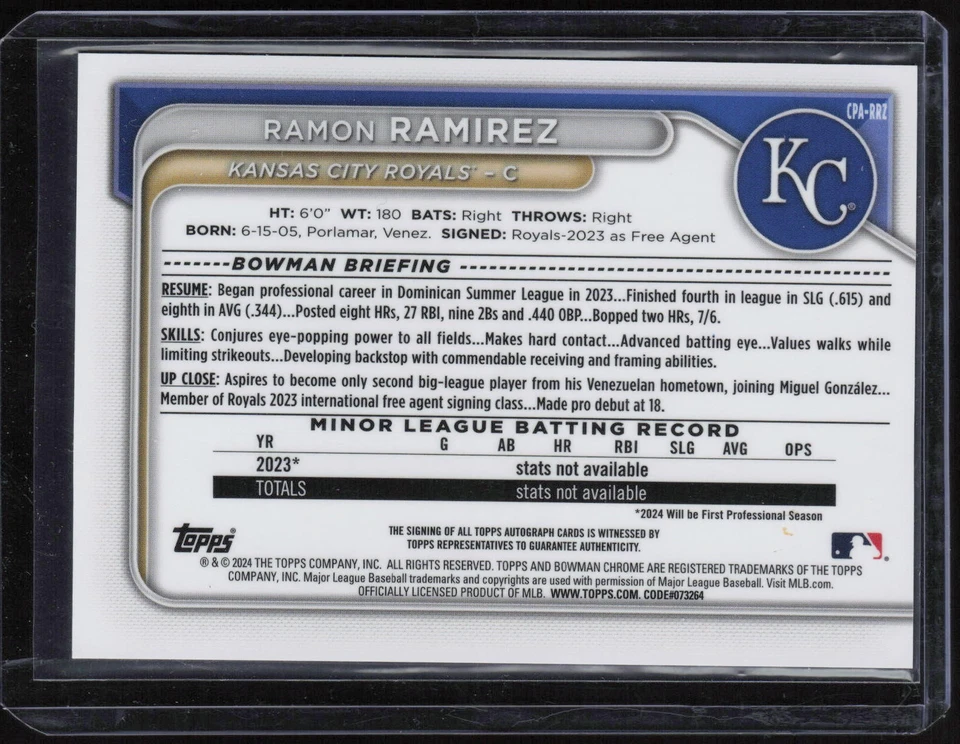 CPA-RRZ
RAMON RAMIREZ
KC®
KANSAS CITY ROYALS™ – C
HT: 6'0" WT: 180 BATS: Right THROWS: Right
BORN: 6-15-05, Porlamar, Venez. SIGNED: Royals-2023 as Free Agent
BOWMAN BRIEFING
RESUME: Began professional career in Dominican Summer League in 2023...Finished fourth in league in SLG (.615) and
eighth in AVG (.344)...Posted eight HRs, 27 RBI, nine 2Bs and .440 OBP...Bopped two HRs, 7/6.
SKILLS: Conjures eye-popping power to all fields...Makes hard contact...Advanced batting eye...Values walks while
limiting strikeouts...Developing backstop with commendable receiving and framing abilities.
UP CLOSE: Aspires to become only second big-league player from his Venezuelan hometown, joining Miguel González...
Member of Royals 2023 international free agent signing class...Made pro debut at 18.
MINOR LEAGUE BATTING RECORD
YR G AB HR RBI SLG AVG OPS
2023* stats not available
TOTALS stats not available
*2024 Will be First Professional Season
Topps®
THE SIGNING OF ALL TOPPS AUTOGRAPH CARDS IS WITNESSED BY
TOPPS REPRESENTATIVES TO GUARANTEE AUTHENTICITY.
® & © 2024 THE TOPPS COMPANY, INC. ALL RIGHTS RESERVED. TOPPS AND BOWMAN CHROME ARE REGISTERED TRADEMARKS OF THE TOPPS
COMPANY, INC. Major League Baseball trademarks and copyrights are used with permission of Major League Baseball. Visit MLB.com.
OFFICIALLY LICENSED PRODUCT OF MLB. WWW.TOPPS.COM. CODE#073264